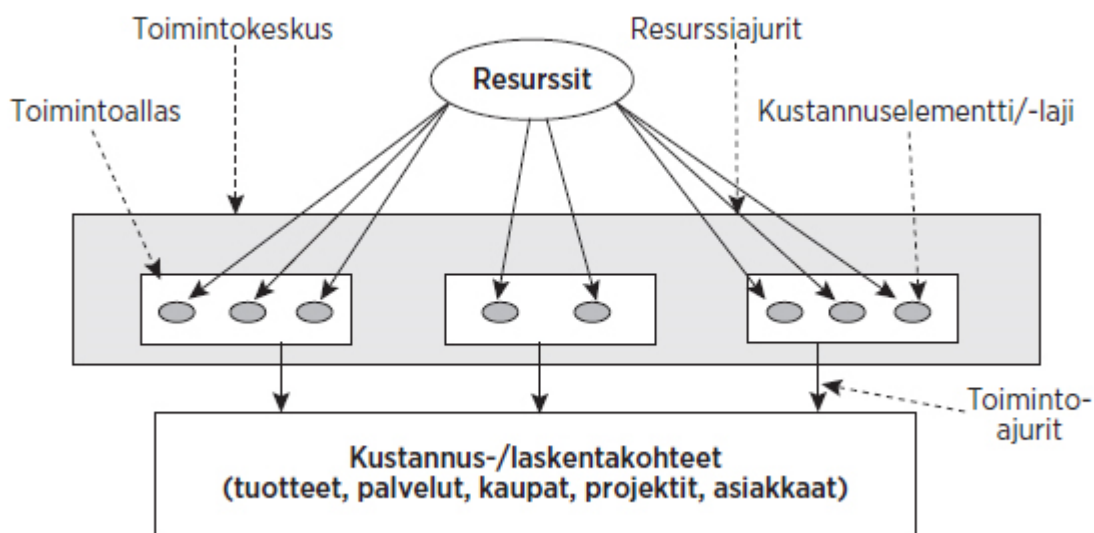 Toimintokeskus
Resurssiajurit
Resurssit
Toimintoallas
Kustannuselementti/-laji
Toiminto-
ajurit
Kustannus-/laskentakohteet
(tuotteet, palvelut, kaupat, projektit, asiakkaat)